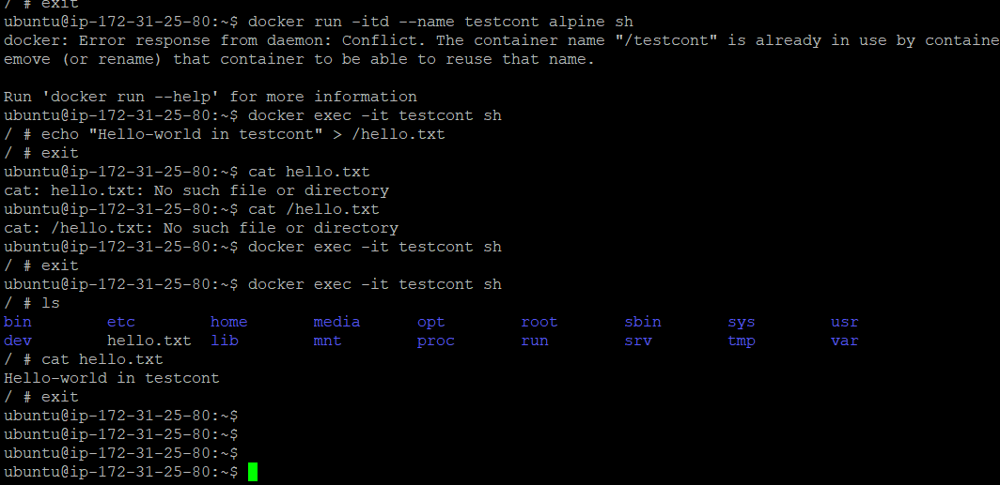 / # exit
ubuntu@ip-172-31-25-80:~$ docker run -itd --name testcont alpine sh
docker: Error response from daemon: Conflict. The container name "/testcont" is already in use by containe
emove (or rename) that container to be able to reuse that name.
Run 'docker run --help' for more information
ubuntu@ip-172-31-25-80:~$ docker exec -it testcont sh
/ # echo "Hello-world in testcont" > /hello.txt
/ # exit
ubuntu@ip-172-31-25-80:~$ cat hello.txt
cat: hello.txt: No such file or directory
ubuntu@ip-172-31-25-80:~$ cat /hello.txt
cat: /hello.txt: No such file or directory
ubuntu@ip-172-31-25-80:~$ docker exec -it testcont sh
/ # exit
ubuntu@ip-172-31-25-80:~$ docker exec -it testcont sh
/ # ls
bin etc home media opt root sbin sys usr
dev hello.txt lib mnt proc run srv tmp var
/ # cat hello.txt
Hello-world in testcont
/ # exit
ubuntu@ip-172-31-25-80:~$
ubuntu@ip-172-31-25-80:~$
ubuntu@ip-172-31-25-80:~$
ubuntu@ip-172-31-25-80:~$